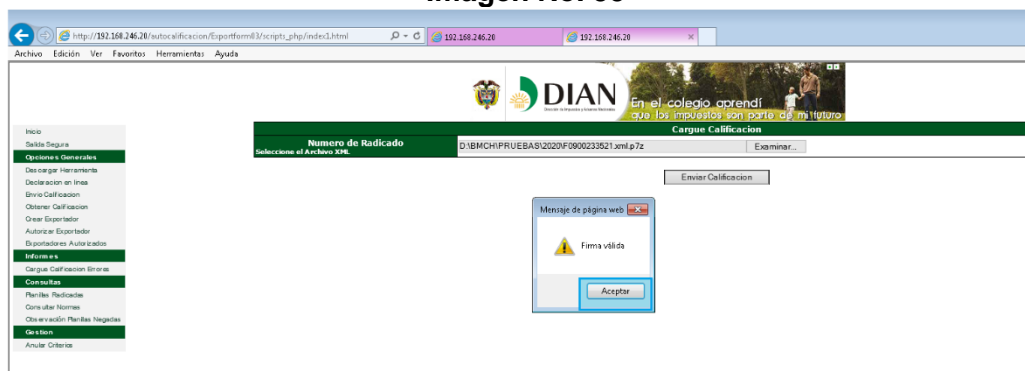 http://192.168.246.20/autocalificacion/Exportform03/scripts_php/index1.html
192.168.246.20
192.168.246.20
Archivo Edición Ver Favoritos Herramientas Ayuda
DIAN
En el colegio aprendí
que los impuestos son parte de mi futuro
Inicio
Salida Segura
Opciones Generales
Descargar Herramienta
Declaracion en linea
Envio Calificacion
Obtener Calificacion
Crear Exportador
Autorizar Exportador
Exportadores Autorizados
Informes
Cargue Calificacion Errores
Consultas
Planillas Radicadas
Consultar Normas
Observación Planillas Negadas
Gestion
Anular Criterios
Cargue Calificacion
Numero de Radicado
Seleccione el Archivo XML
D:\BMCH\PRUEBAS\2020\F0900233521.xml.p7z
Examinar...
Enviar Calificacion
Mensaje de página web
Firma válida
Aceptar